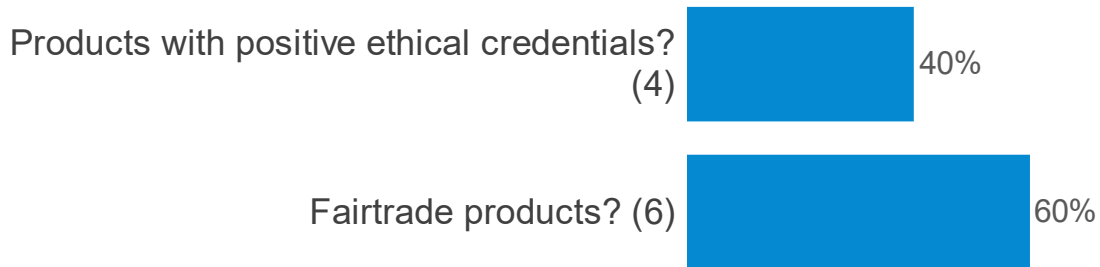 Products with positive ethical credentials?
(4)
40%
Fairtrade products? (6)
60%